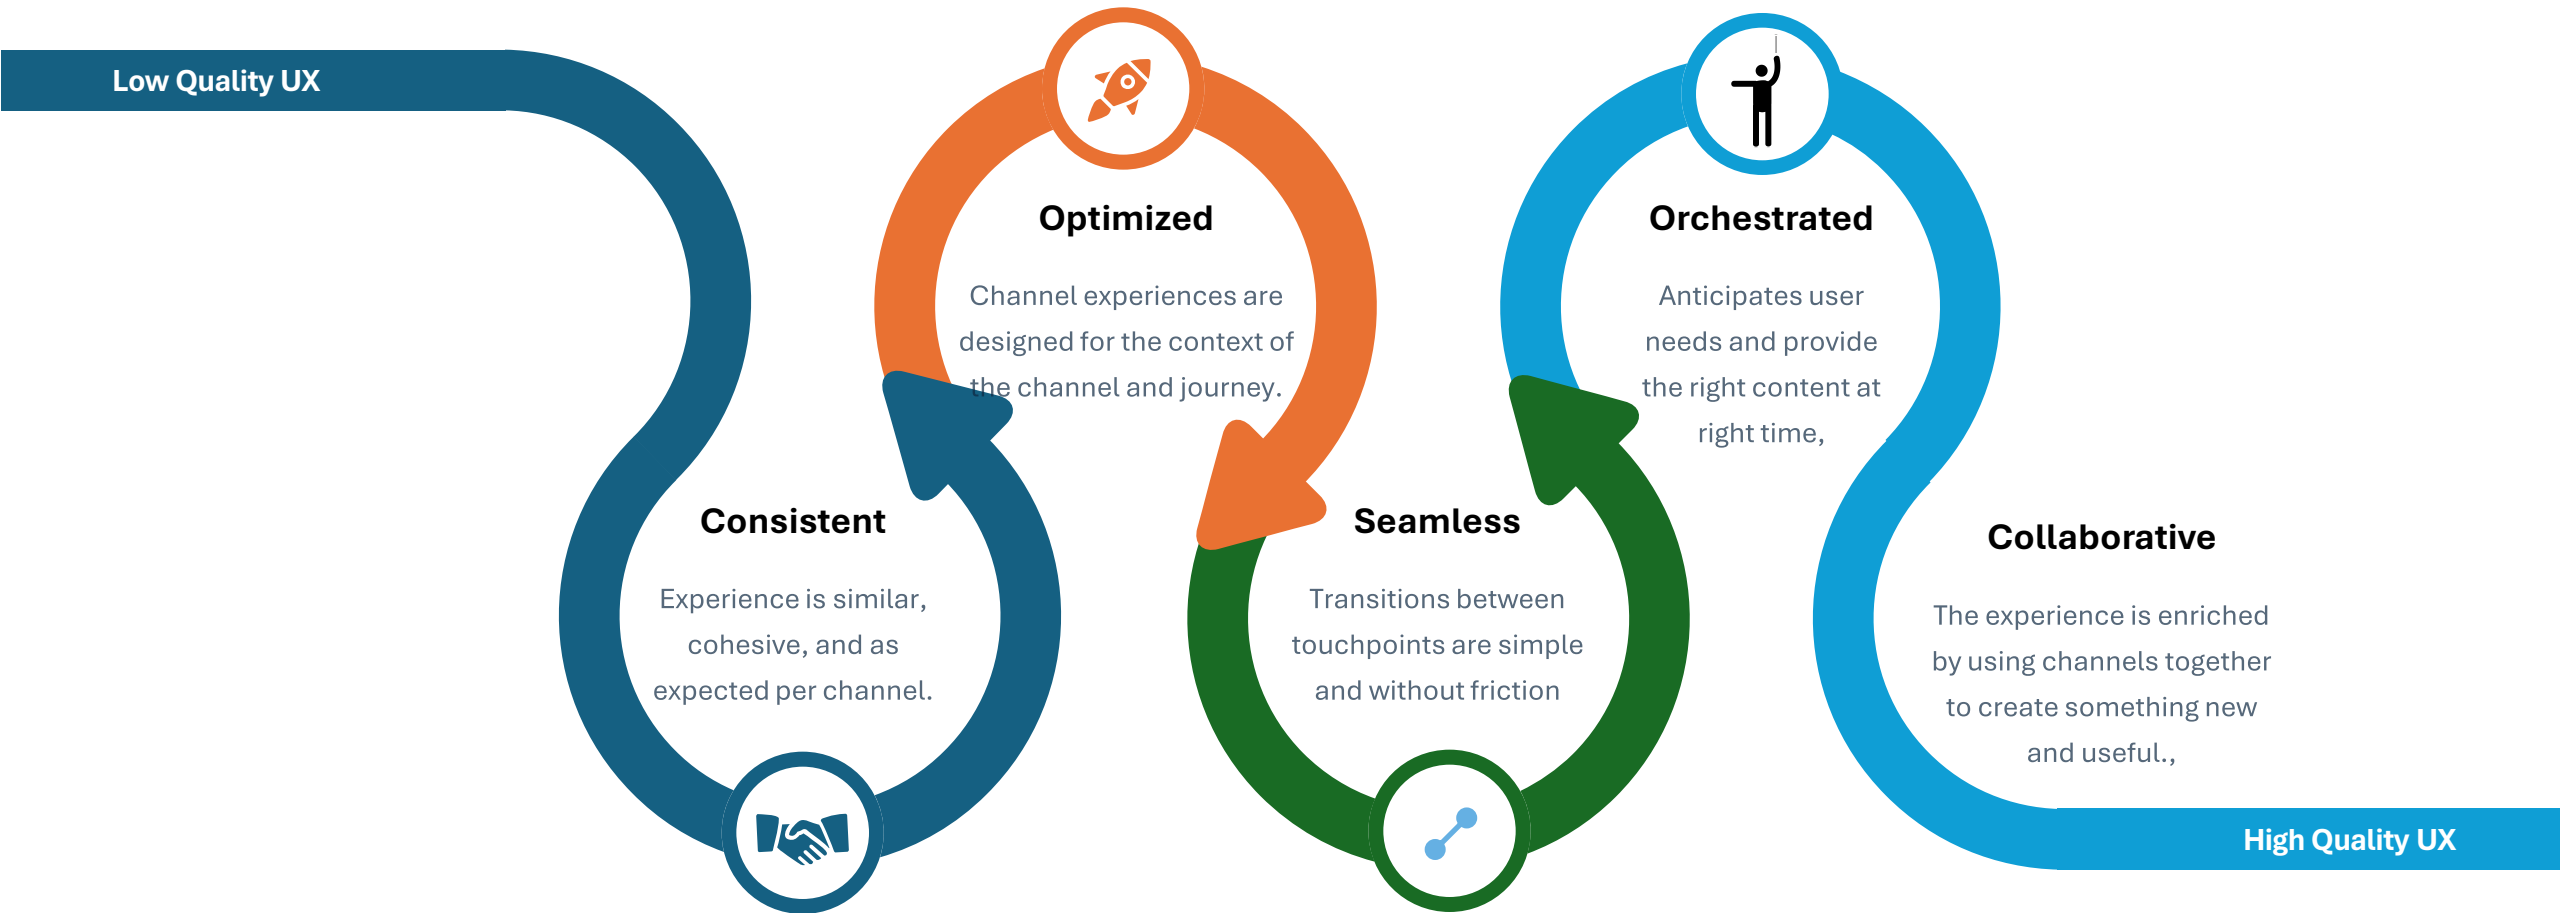 Low Quality UX
Consistent
Experience is similar,
cohesive, and as
expected per channel.
Optimized
Channel experiences are
designed for the context of
the channel and journey.
Seamless
Transitions between
touchpoints are simple
and without friction
Orchestrated
Anticipates user
needs and provide
the right content at
right time,
Collaborative
The experience is enriched
by using channels together
to create something new
and useful.,
High Quality UX